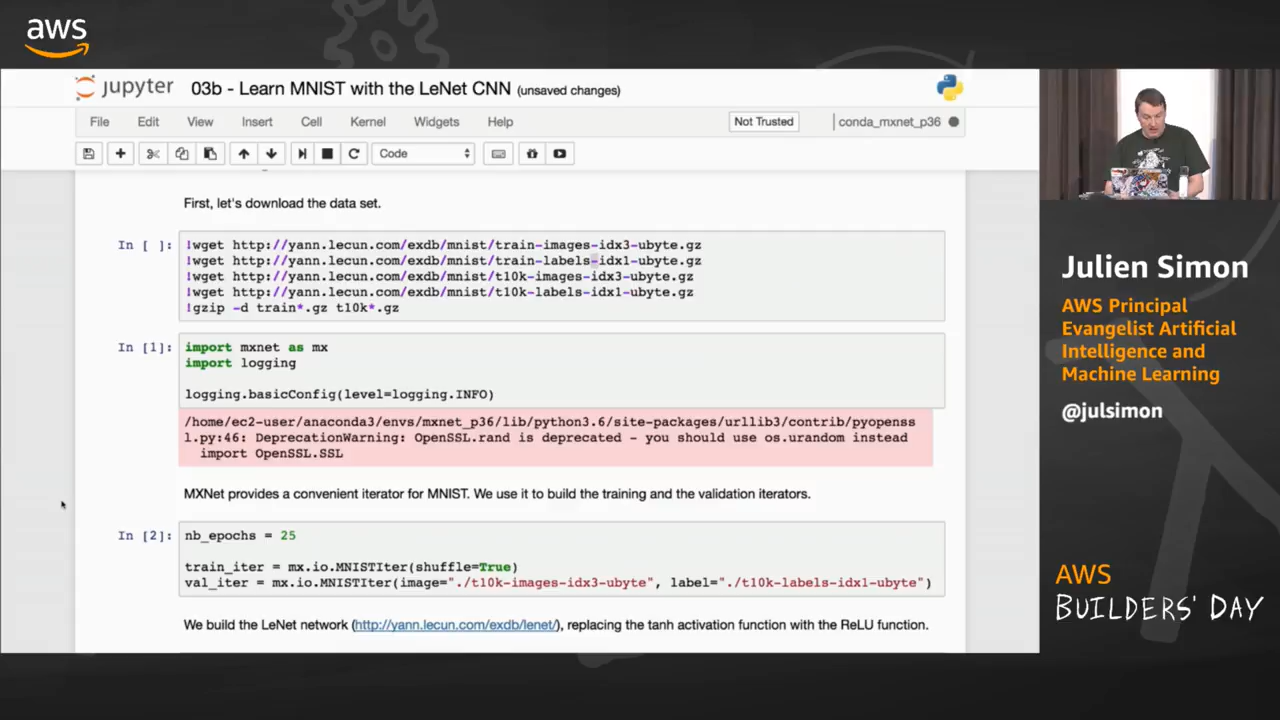 aws
jupyter 03b - Learn MNIST with the LeNet CNN (unsaved changes)
File Edit View Insert Cell Kernel Widgets Help Not Trusted conda_mxnet_p36
Code
First, let's download the data set.
In [ ]: !wget http://yann.lecun.com/exdb/mnist/train-images-idx3-ubyte.gz
!wget http://yann.lecun.com/exdb/mnist/train-labels-idx1-ubyte.gz
!wget http://yann.lecun.com/exdb/mnist/t10k-images-idx3-ubyte.gz
!wget http://yann.lecun.com/exdb/mnist/t10k-labels-idx1-ubyte.gz
!gzip -d train*.gz t10k*.gz
In [1]: import mxnet as mx
import logging
logging.basicConfig(level=logging.INFO)
/home/ec2-user/anaconda3/envs/mxnet_p36/lib/python3.6/site-packages/urllib3/contrib/pyopenss
l.py:46: DeprecationWarning: OpenSSL.rand is deprecated - you should use os.urandom instead
import OpenSSL.SSL
MXNet provides a convenient iterator for MNIST. We use it to build the training and the validation iterators.
In [2]: nb_epochs = 25
train_iter = mx.io.MNISTIter(shuffle=True)
val_iter = mx.io.MNISTIter(image="./t10k-images-idx3-ubyte", label="./t10k-labels-idx1-ubyte")
We build the LeNet network (http://yann.lecun.com/exdb/lenet/), replacing the tanh activation function with the ReLU function.
Julien Simon
AWS Principal
Evangelist Artificial
Intelligence and
Machine Learning
@julsimon
AWS
BUILDERS' DAY